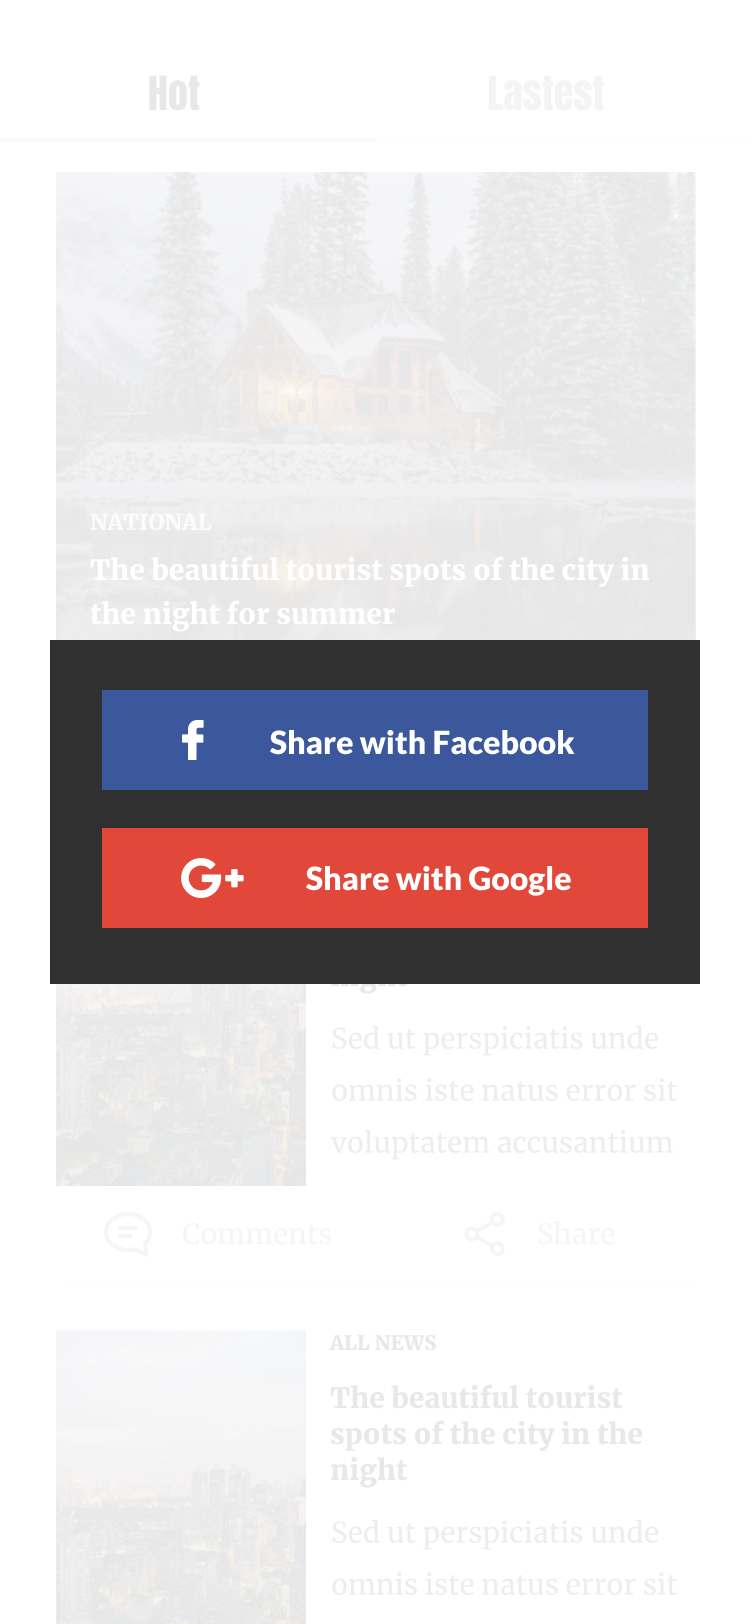 Hot
Lastest
NATIONAL
The beautiful tourist spots of the city in
the night for summer
Share with Facebook
G+ Share with Google
Sed ut perspiciatis unde
omnis iste natus error sit
voluptatem accusantium
Comments
Share
ALL NEWS
The beautiful tourist
spots of the city in the
night
Sed ut perspiciatis unde
omnis iste natus error sit